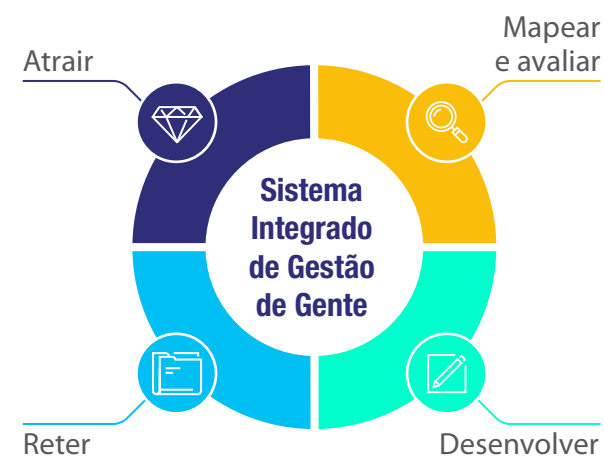 Atrair
Mapear
e avaliar
Sistema
Integrado
de Gestão
de Gente
Reter
Desenvolver